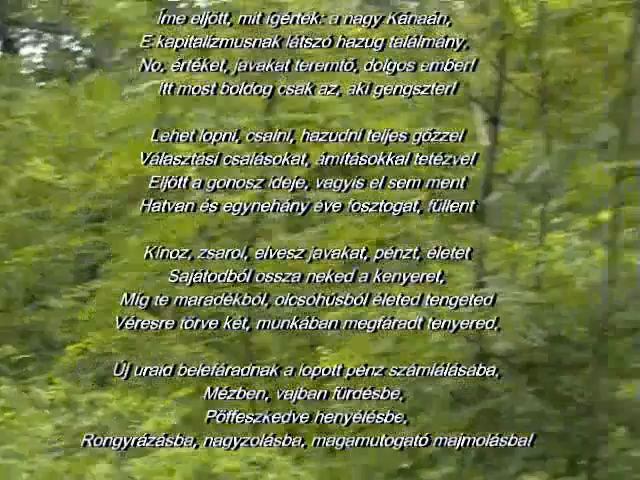 Íme eljött, mit ígértek: a nagy Kánaán,
E kapitalizmusnak látszó hazug találmány,
No, értéket, javakat teremtő, dolgos ember!
Itt most boldog csak az, aki gengszter!
Lehet lopni, csalni, hazudni teljes gőzzel
Választási csalásokat, ámításokkal tetézvel
Eljött a gonosz ideje, vagyis el sem ment
Hatvan és egynehány éve fosztogat, füllent
Kínoz, zsarol, elvesz javakat, pénzt, életet
Sajátodból ossza neked a kenyeret,
Míg te maradékból, olcsóhúsból életed tengeted
Véresre törve két, munkában megfáradt tenyered,
Új uraid belefáradnak a lopott pénz számlálásába,
Mézben, vajban fürdésbe,
Pöffeszkedve henyélésbe,
Rongyrázásba, nagyzolásba, magamutogató majmolásba!